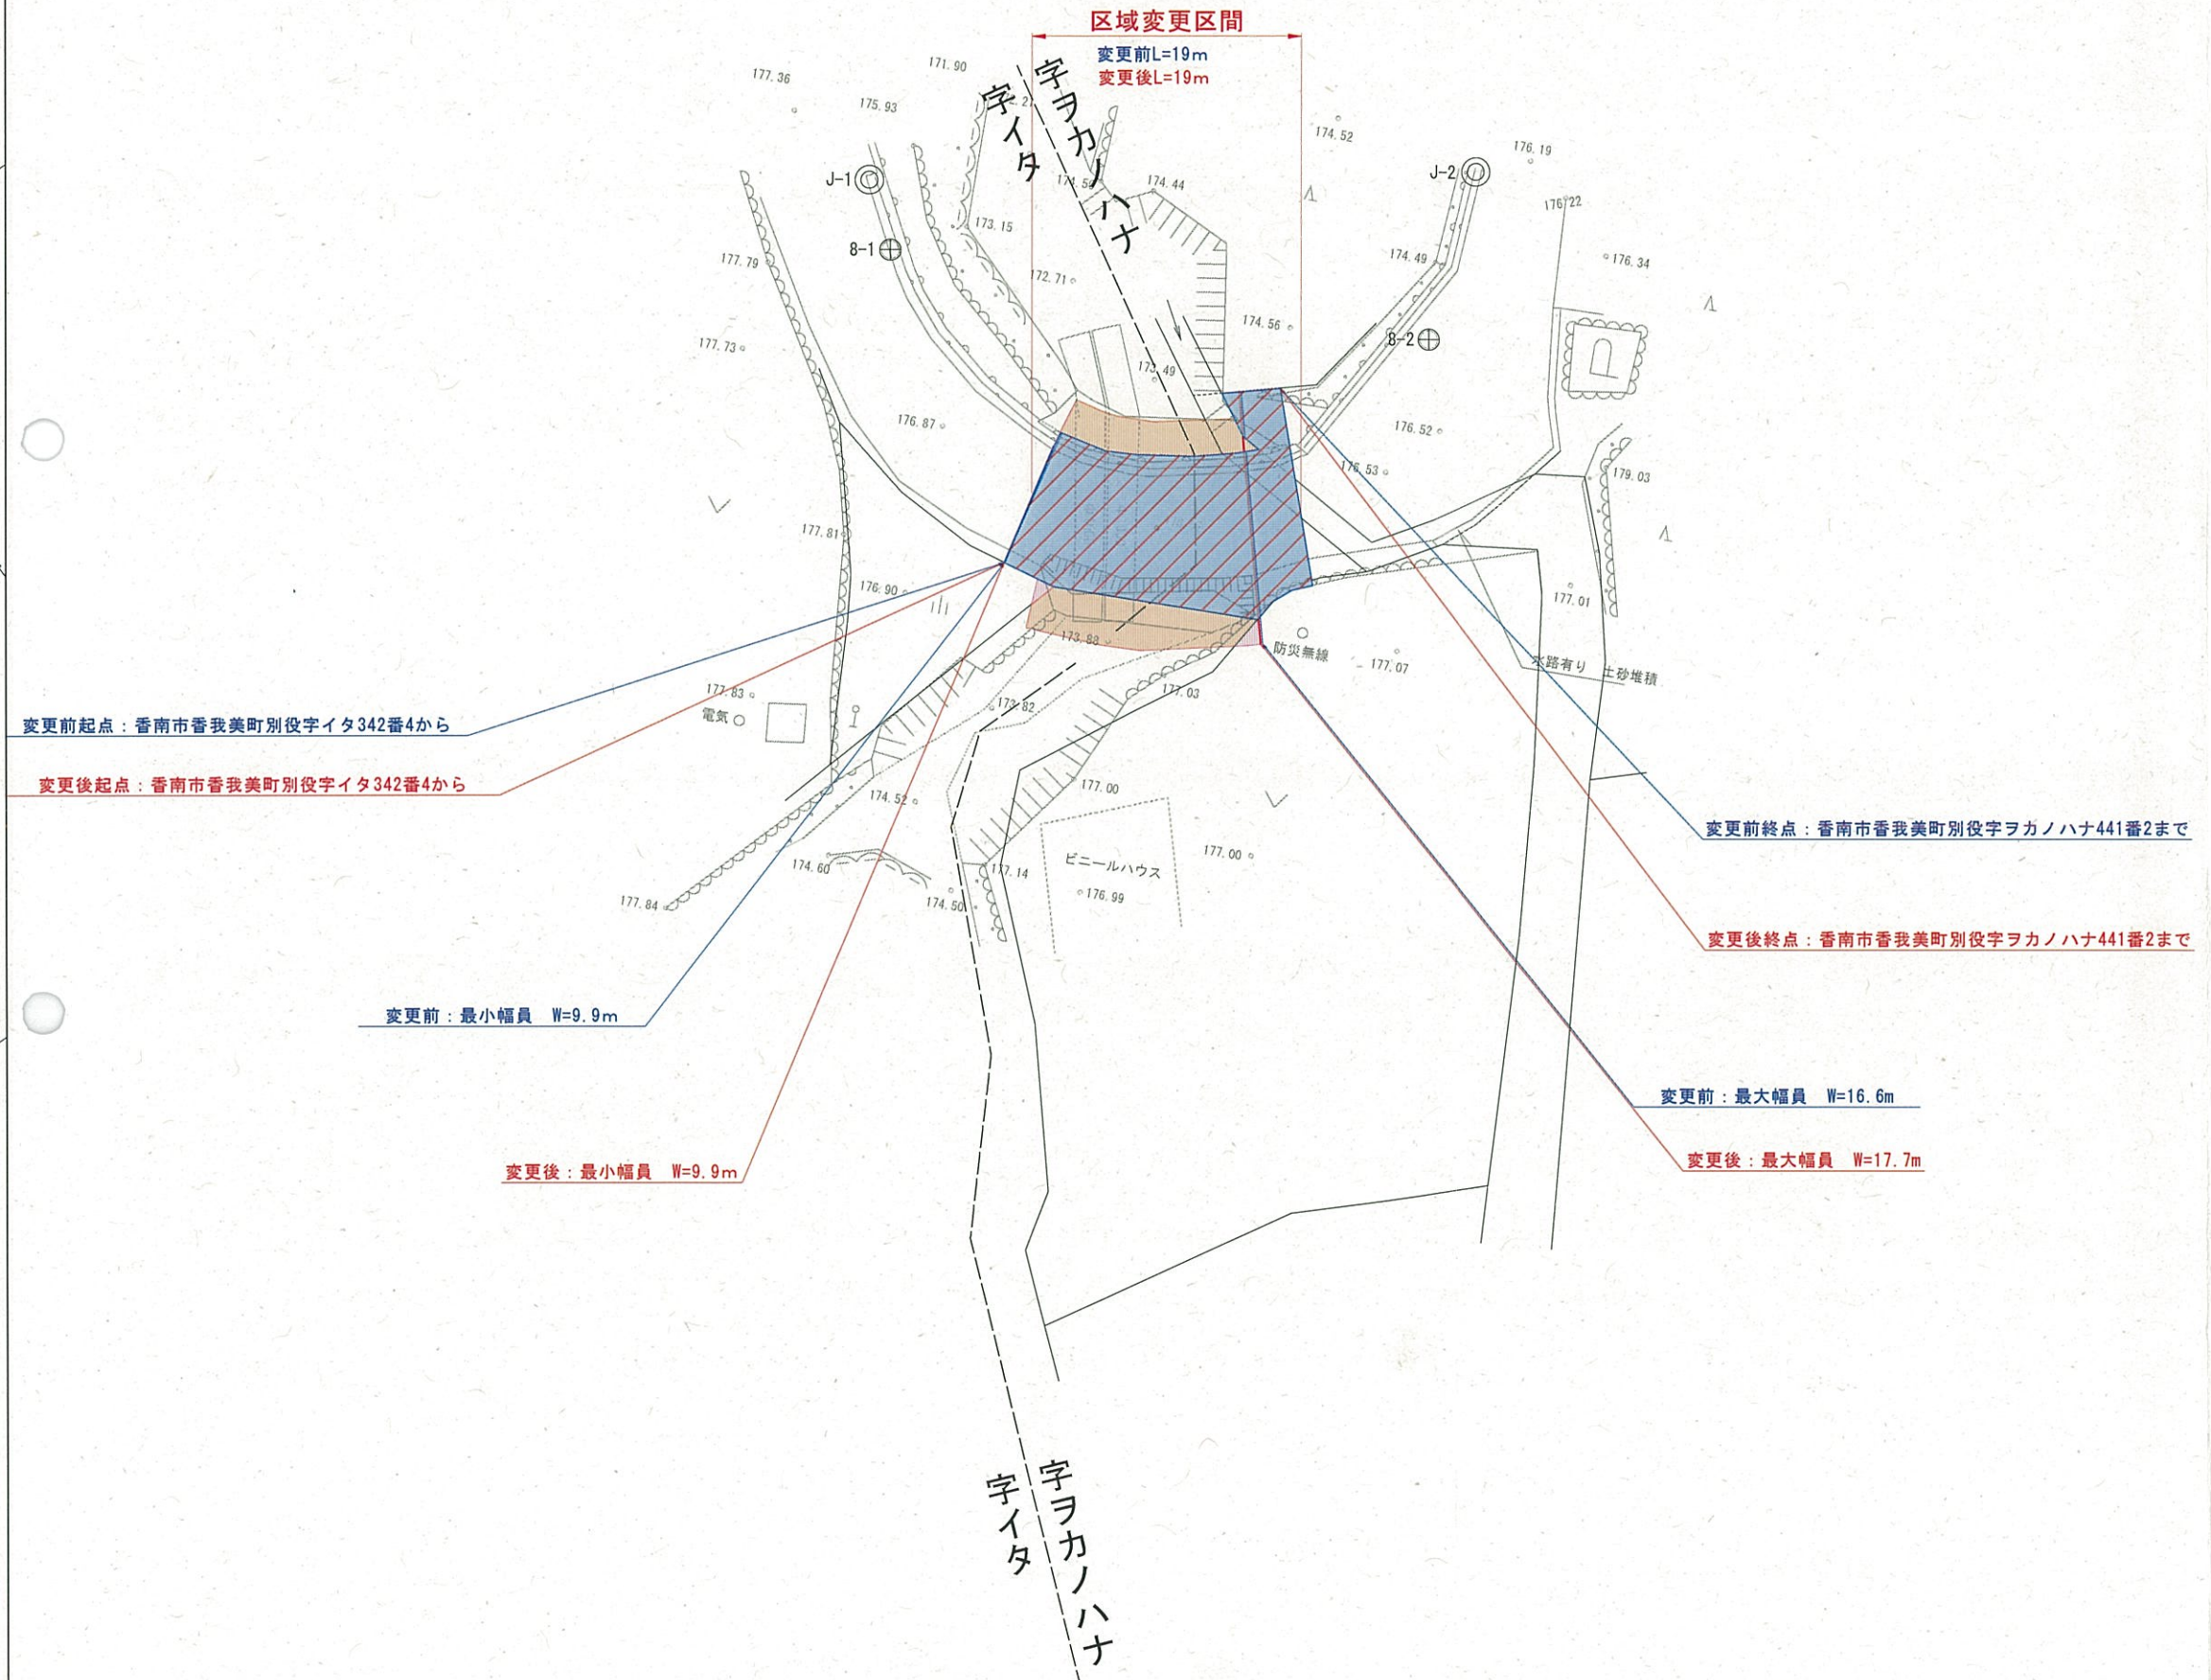 区域変更区間
変更前L=19m
変更後L=19m
字ヲカノハナ
字イタ
177.36
171.90
175.93
174.52
176.19
J-1
J-2
174.44
176.22
173.15
8-1
177.79
172.71
174.49
176.34
174.56
177.73
8-2
173.49
176.87
176.52
176.53
179.03
177.81
176.90
177.01
173.88
防災無線
177.07
水路有り 土砂堆積
177.83
電気
177.03
173.82
変更前起点:香南市香我美町別役字イタ342番4から
変更後起点:香南市香我美町別役字イタ342番4から
177.00
174.52
変更前終点:香南市香我美町別役字ヲカノハナ441番2まで
174.60
177.14
ビニールハウス
177.00
176.99
177.84
174.50
変更後終点:香南市香我美町別役字ヲカノハナ441番2まで
変更前:最小幅員 W=9.9m
変更前:最大幅員 W=16.6m
変更後:最小幅員 W=9.9m
変更後:最大幅員 W=17.7m
字ヲカノハナ
字イタ